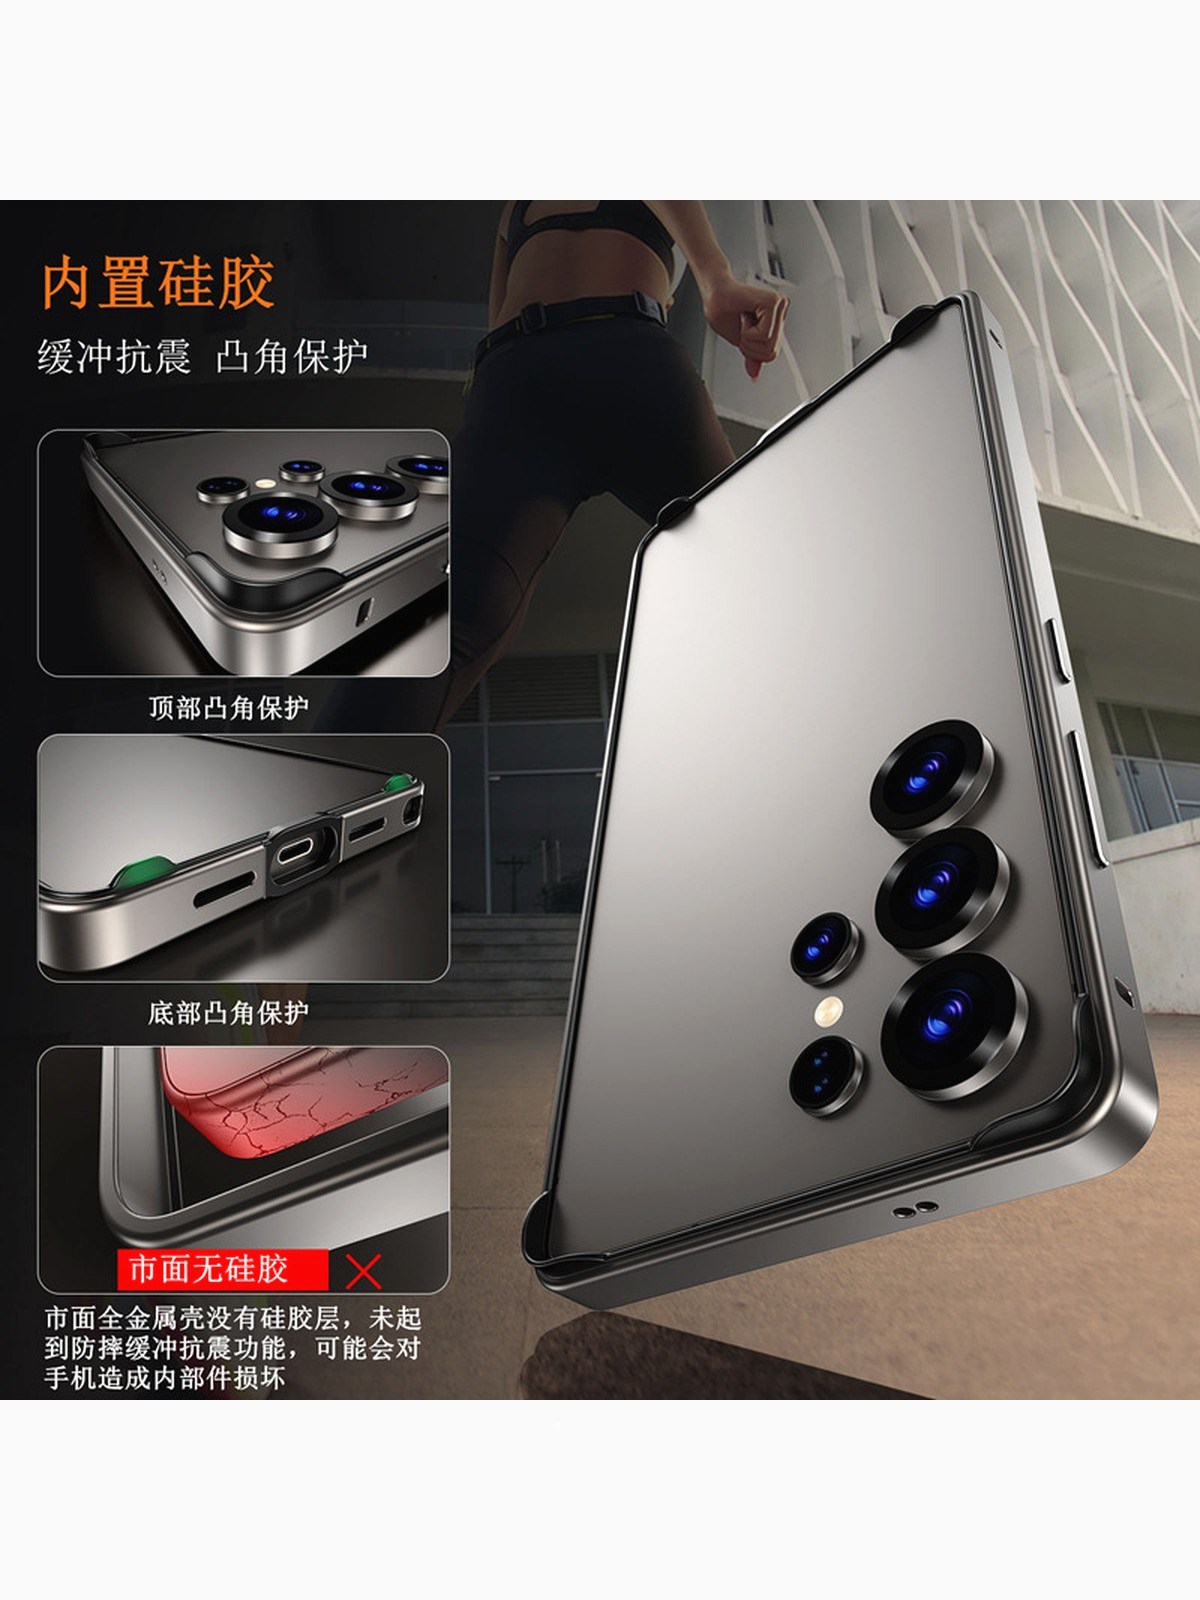 内置硅胶
缓冲抗震 凸角保护
顶部凸角保护
底部凸角保护
市面无硅胶
市面全金属壳没有硅胶层，未起
到防摔缓冲抗震功能，可能会对
手机造成内部件损坏